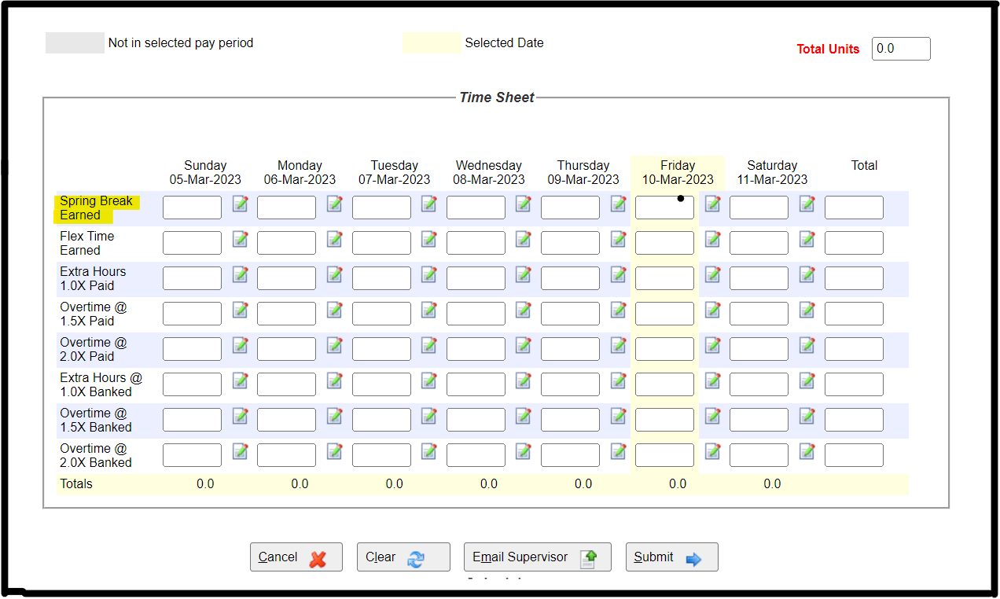 Not in selected pay period
Selected Date
Total Units 0.0
Time Sheet
Sunday Monday Tuesday Wednesday Thursday Friday Saturday Total
05-Mar-2023 06-Mar-2023 07-Mar-2023 08-Mar-2023 09-Mar-2023 10-Mar-2023 11-Mar-2023
Spring Break
Earned
Flex Time
Earned
Extra Hours
1.0X Paid
Overtime @
1.5X Paid
Overtime @
2.0X Paid
Extra Hours @
1.0X Banked
Overtime @
1.5X Banked
Overtime @
2.0X Banked
Totals 0.0 0.0 0.0 0.0 0.0 0.0 0.0
Cancel Clear Email Supervisor Submit